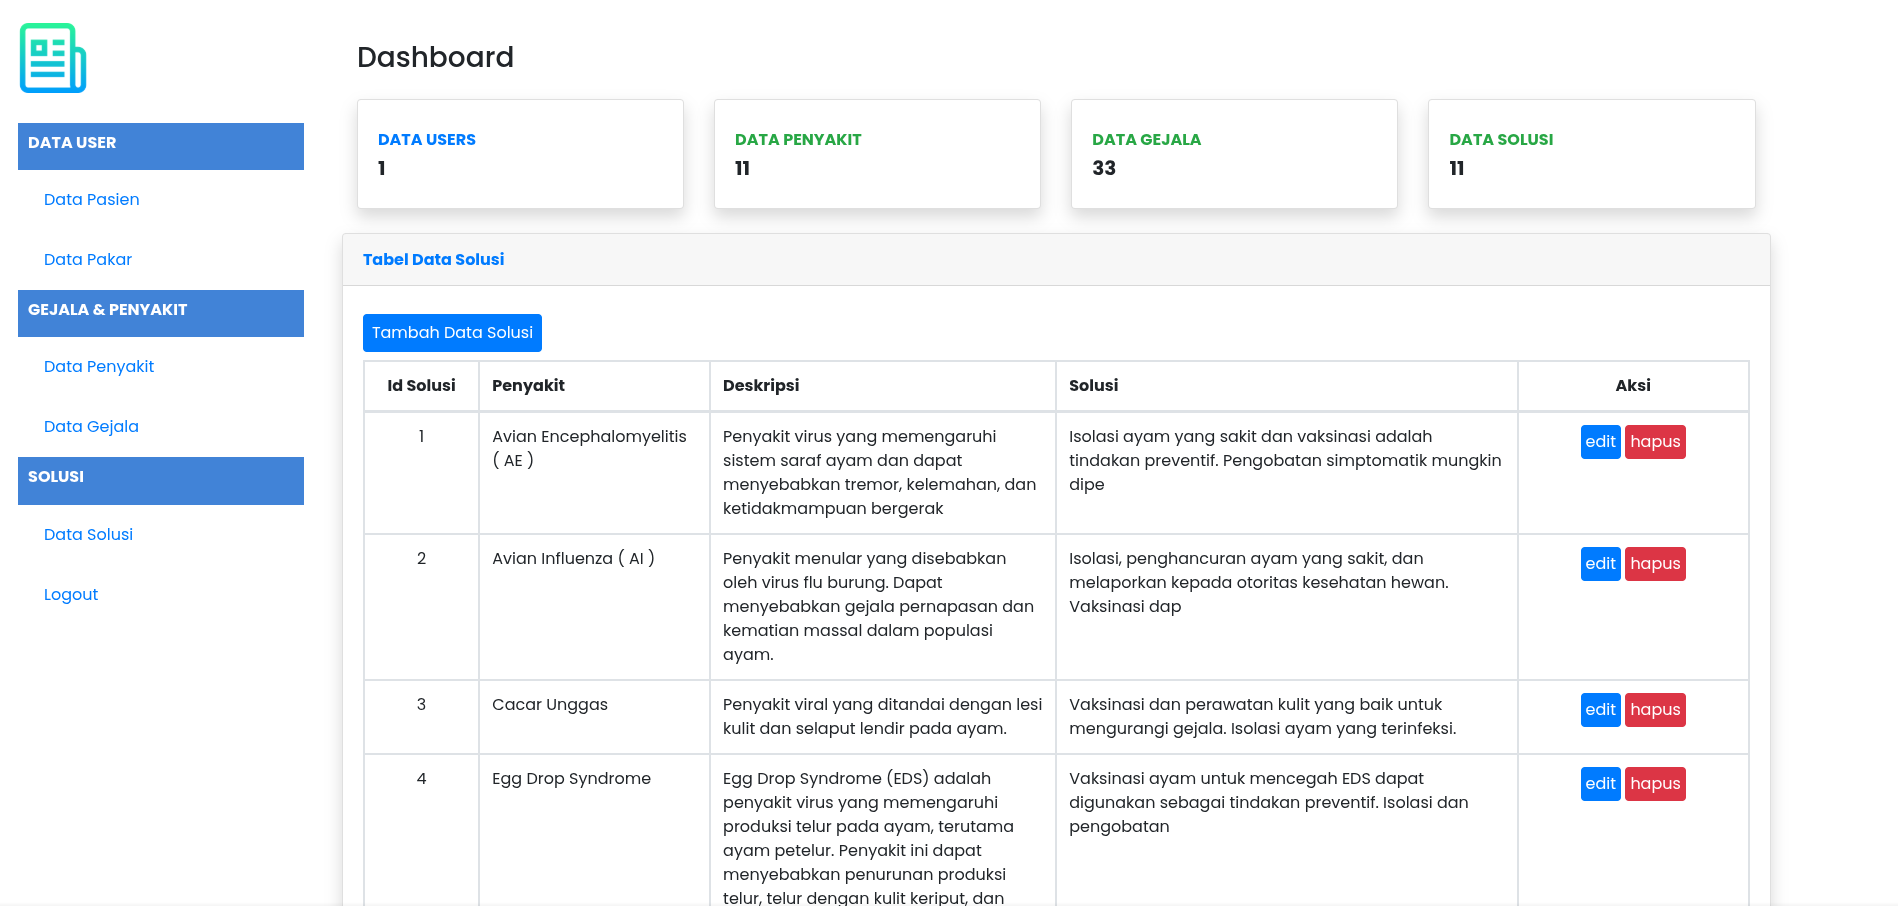 Dashboard
DATA USERS
1
DATA PENYAKIT
11
DATA GEJALA
33
DATA SOLUSI
11
DATA USER
Data Pasien
Data Pakar
GEJALA & PENYAKIT
Data Penyakit
Data Gejala
SOLUSI
Data Solusi
Logout
Tabel Data Solusi
Tambah Data Solusi
Id Solusi Penyakit Deskripsi Solusi Aksi
1
Avian Encephalomyelitis
( AE )
Penyakit virus yang memengaruhi
sistem saraf ayam dan dapat
menyebabkan tremor, kelemahan, dan
ketidakmampuan bergerak
Isolasi ayam yang sakit dan vaksinasi adalah
tindakan preventif. Pengobatan simptomatik mungkin
dipe
edit hapus
2
Avian Influenza ( AI )
Penyakit menular yang disebabkan
oleh virus flu burung. Dapat
menyebabkan gejala pernapasan dan
kematian massal dalam populasi
ayam.
Isolasi, penghancuran ayam yang sakit, dan
melaporkan kepada otoritas kesehatan hewan.
Vaksinasi dap
edit hapus
3
Cacar Unggas
Penyakit viral yang ditandai dengan lesi
kulit dan selaput lendir pada ayam.
Vaksinasi dan perawatan kulit yang baik untuk
mengurangi gejala. Isolasi ayam yang terinfeksi.
edit hapus
4
Egg Drop Syndrome
Egg Drop Syndrome (EDS) adalah
penyakit virus yang memengaruhi
produksi telur pada ayam, terutama
ayam petelur. Penyakit ini dapat
menyebabkan penurunan produksi
telur, telur dengan kulit keriput, dan
Vaksinasi ayam untuk mencegah EDS dapat
digunakan sebagai tindakan preventif. Isolasi dan
pengobatan
edit hapus